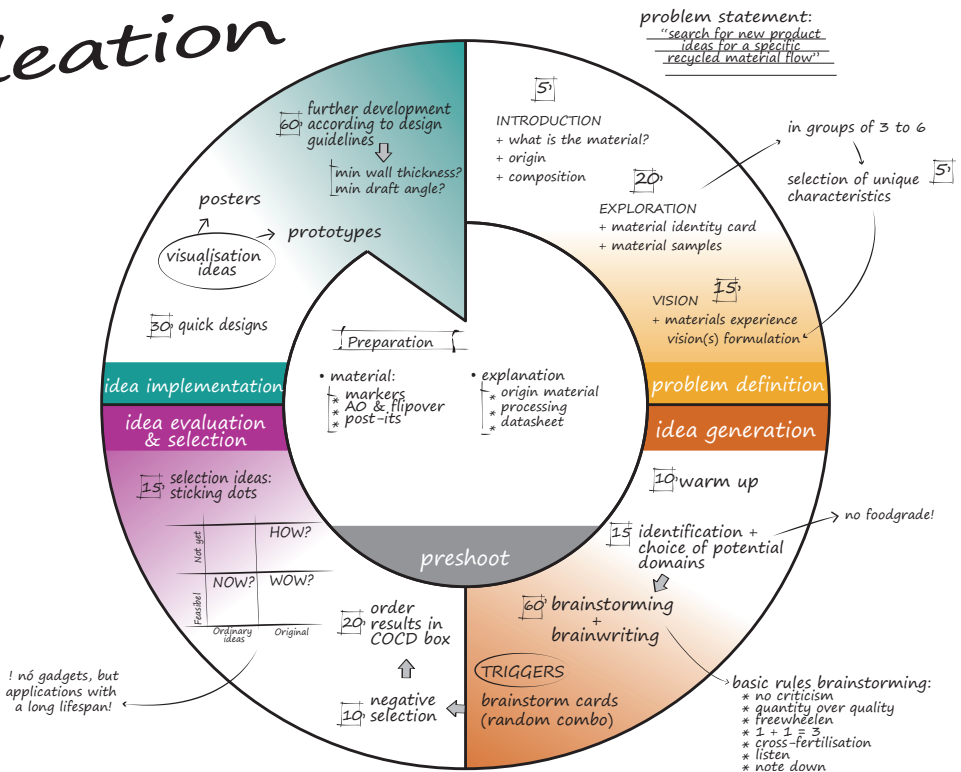 deation
problem statement:
"search for new product
ideas for a specific
recycled material flow"
5'
INTRODUCTION
+ what is the material?
+ origin
+ composition
20'
EXPLORATION
+ material identity card
+ material samples
in groups of 3 to 6
selection of unique
characteristics
5'
15'
VISION
+ materials experience
vision(s) formulation
problem definition
idea generation
10' warm up
15 identification +
choice of potential
domains
no foodgrade!
60' brainstorming
+
brainwriting
TRIGGERS
brainstorm cards
(random combo)
basic rules brainstorming:
* no criticism
* quantity over quality
* freewheelen
* 1 + 1 = 3
* cross-fertilisation
* listen
* note down
10' negative
selection
20' order
results in
COCD box
idea evaluation
& selection
15' selection ideas:
sticking dots
Not yet
HOW?
Feasibel
NOW?
WOW?
Ordinary
ideas
Original
! nó gadgets, but
applications with
a long lifespan!
idea implementation
30' quick designs
visualisation
ideas
posters
prototypes
60' further development
according to design
guidelines
min wall thickness?
min draft angle?
Preparation
• material:
* markers
* AO & flipover
* post-its
• explanation
* origin material
* processing
* datasheet
preshoot